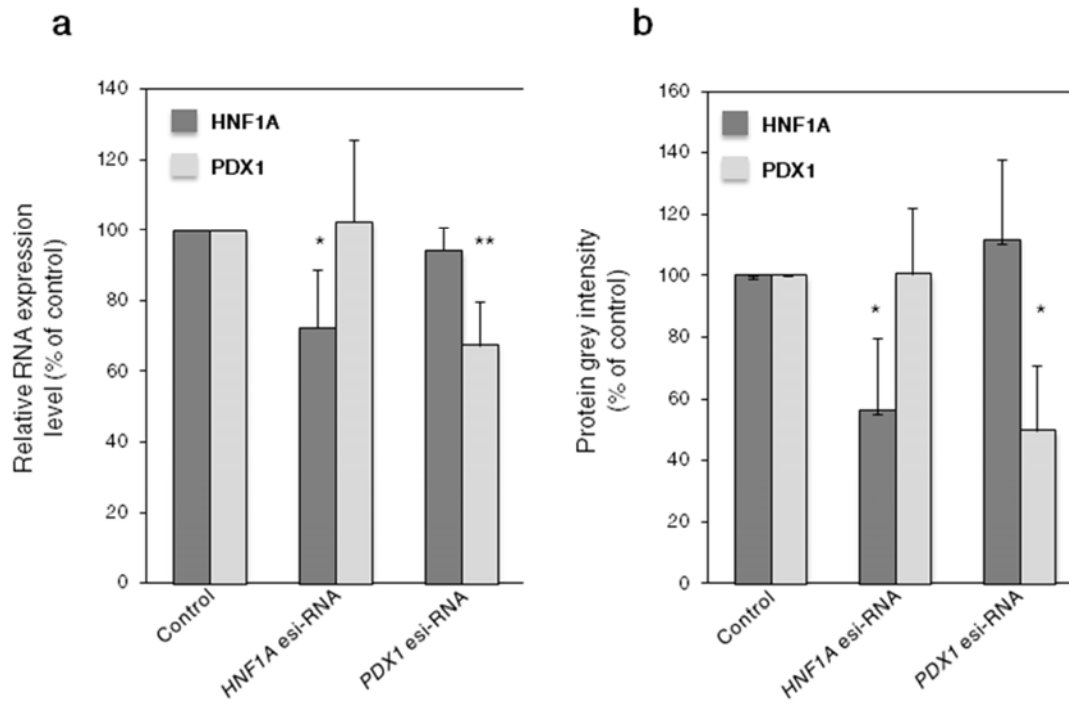 a
Relative RNA expression
level (% of control)
140
120
100
80
60
40
20
0
HNF1A
PDX1
*
**
Control
HNF1A esi-RNA
PDX1 esi-RNA
b
Protein grey intensity
(% of control)
160
140
120
100
80
60
40
20
0
HNF1A
PDX1
*
*
Control
HNF1A esi-RNA
PDX1 esi-RNA